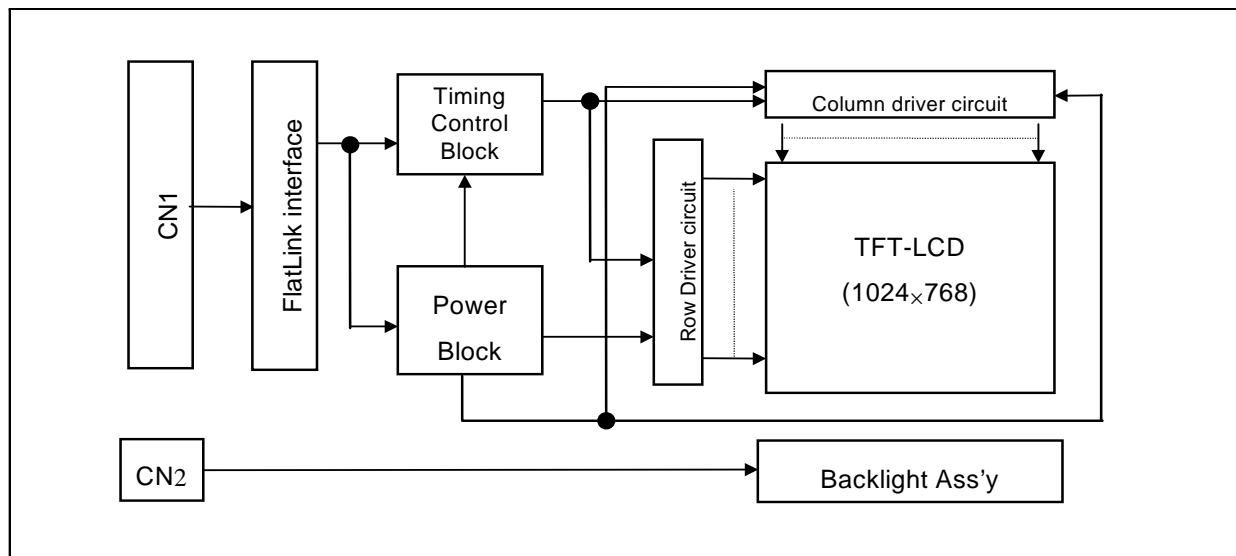 CN1
FlatLink interface
Timing
Control
Block
Power
Block
Row Driver circuit
Column driver circuit
TFT-LCD
(1024×768)
CN2
Backlight Ass’y